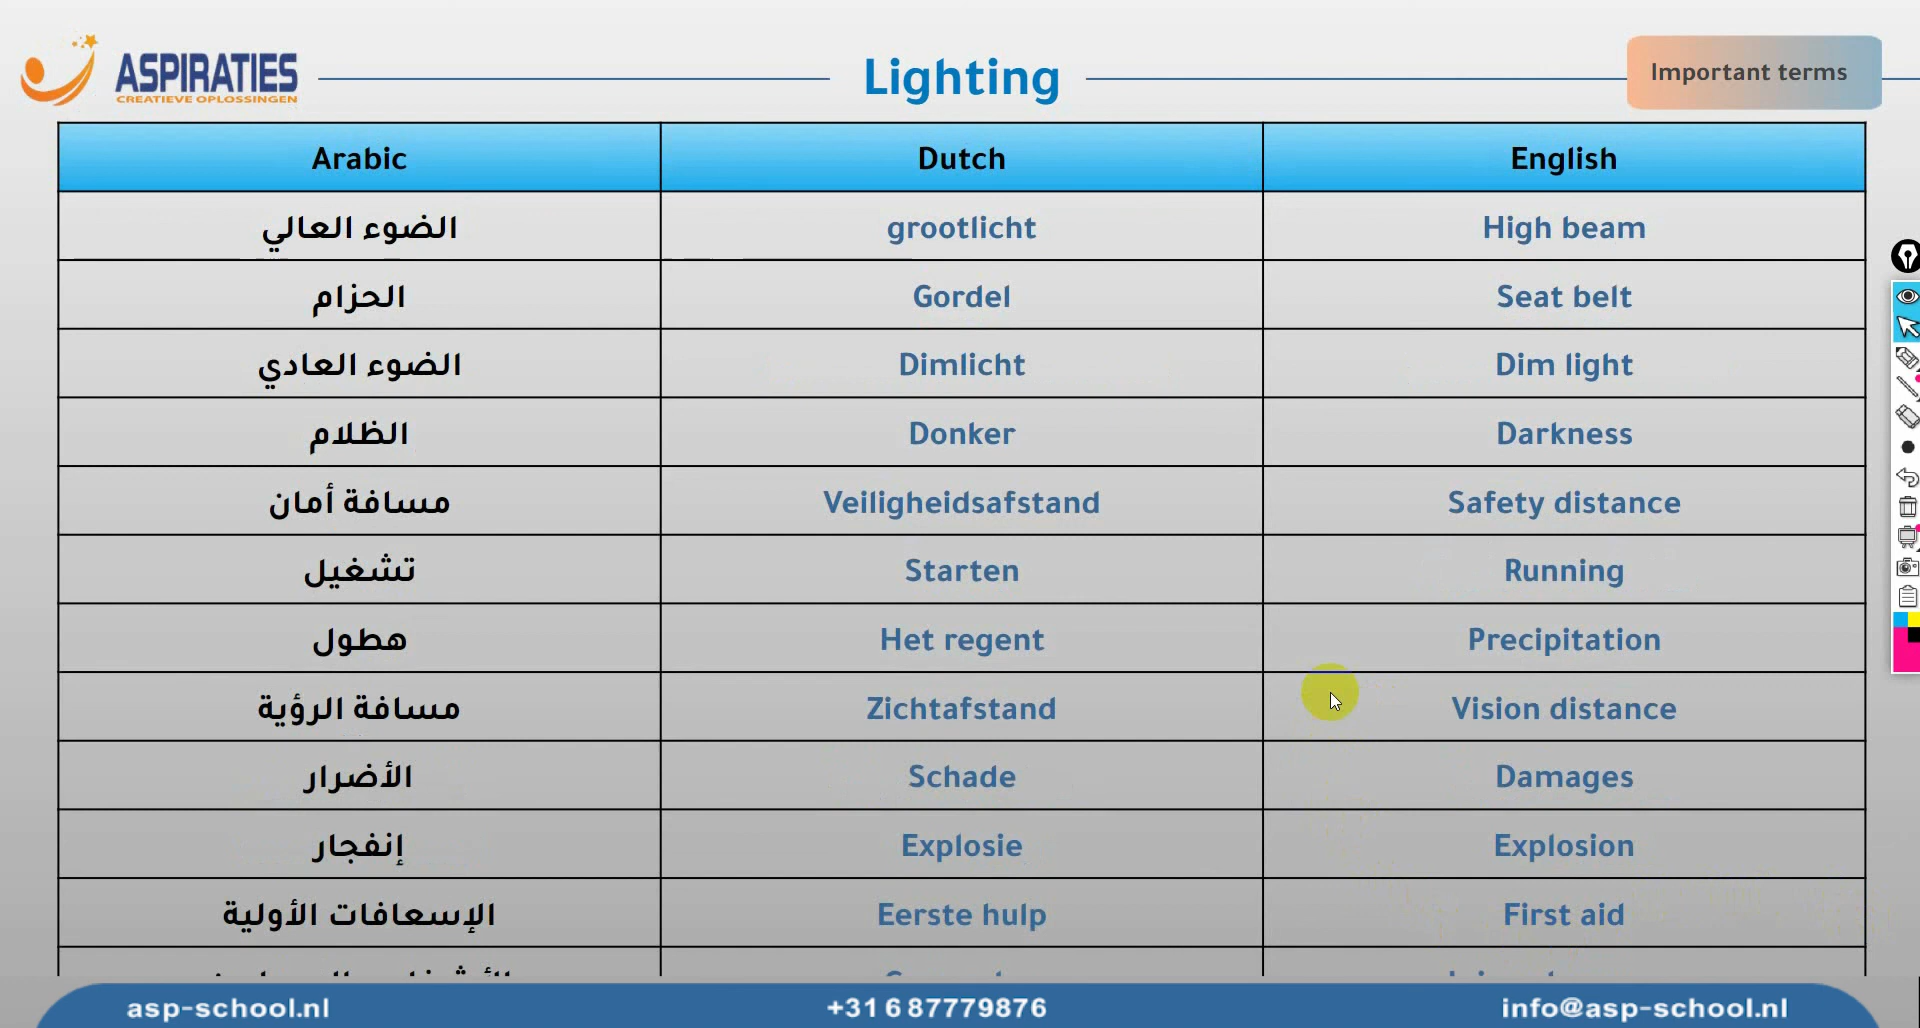 ASPIRATIES
CREATIEVE OPLOSSINGEN
Lighting
Important terms
Arabic Dutch English
الضوء العالي grootlicht High beam
الحزام Gordel Seat belt
الضوء العادي Dimlicht Dim light
الظلام Donker Darkness
مسافة أمان Veiligheidsafstand Safety distance
تشغيل Starten Running
هطول Het regent Precipitation
مسافة الرؤية Zichtafstand Vision distance
الأضرار Schade Damages
إنفجار Explosie Explosion
الإسعافات الأولية Eerste hulp First aid
asp-school.nl +31 6 87779876 info@asp-school.nl